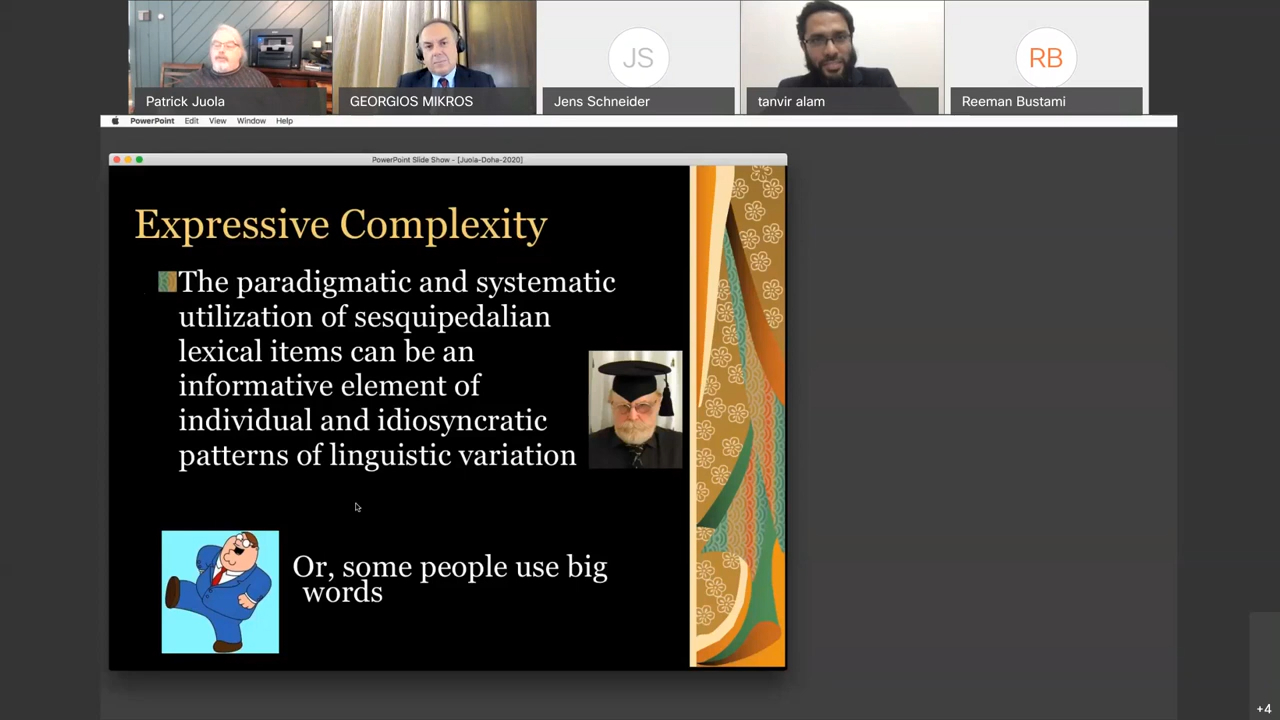 JS
RB
Patrick Juola
GEORGIOS MIKROS
Jens Schneider
tanvir alam
Reeman Bustami
PowerPoint Edit View Window Help
PowerPoint Slide Show - [Juola-Doha-2020]
Expressive Complexity
The paradigmatic and systematic
utilization of sesquipedalian
lexical items can be an
informative element of
individual and idiosyncratic
patterns of linguistic variation
Or, some people use big
words
+4